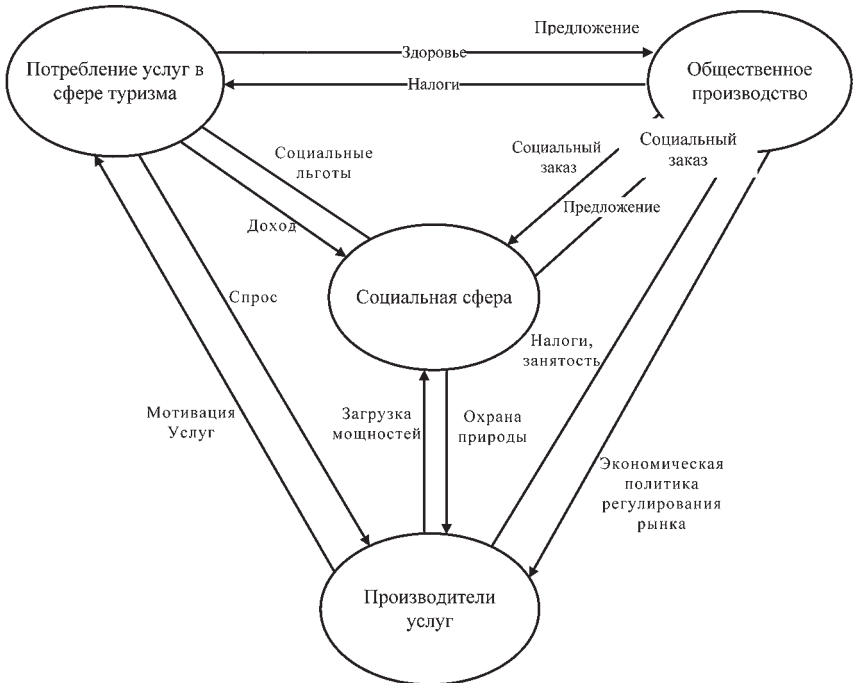 Предложение
Здоровье
Потребление услуг в
сфере туризма
Общественное
производство
Налоги
Социальные
льготы
Социальный
заказ
Социальный
заказ
Предложение
Доход
Социальная сфера
Спрос
Налоги,
занятость
Мотивация
Услуг
Загрузка
мощностей
Охрана
природы
Экономическая
политика
регулирования
рынка
Производители
услуг